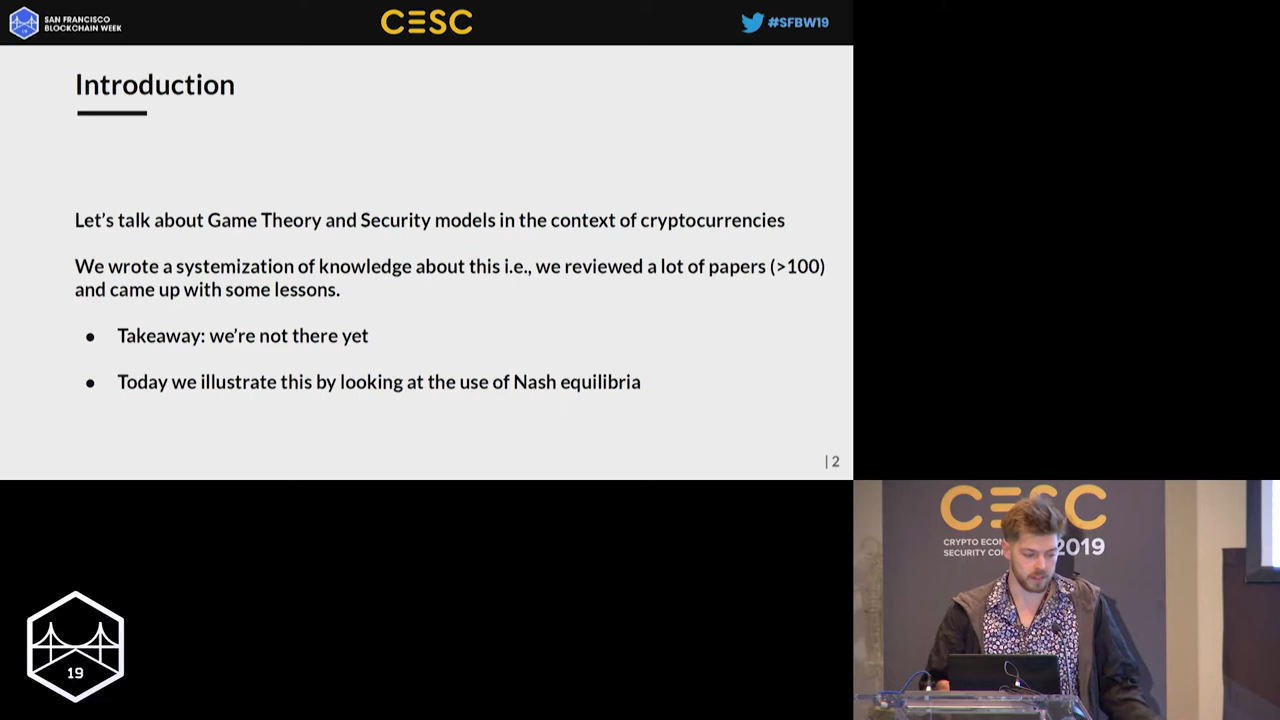 SAN FRANCISCO
BLOCKCHAIN WEEK
19
CESC
#SFBW19
Introduction
Let's talk about Game Theory and Security models in the context of cryptocurrencies
We wrote a systemization of knowledge about this i.e., we reviewed a lot of papers (>100)
and came up with some lessons.
● Takeaway: we're not there yet
● Today we illustrate this by looking at the use of Nash equilibria
| 2
CESC
CRYPTO ECON
SECURITY CO
2019
19